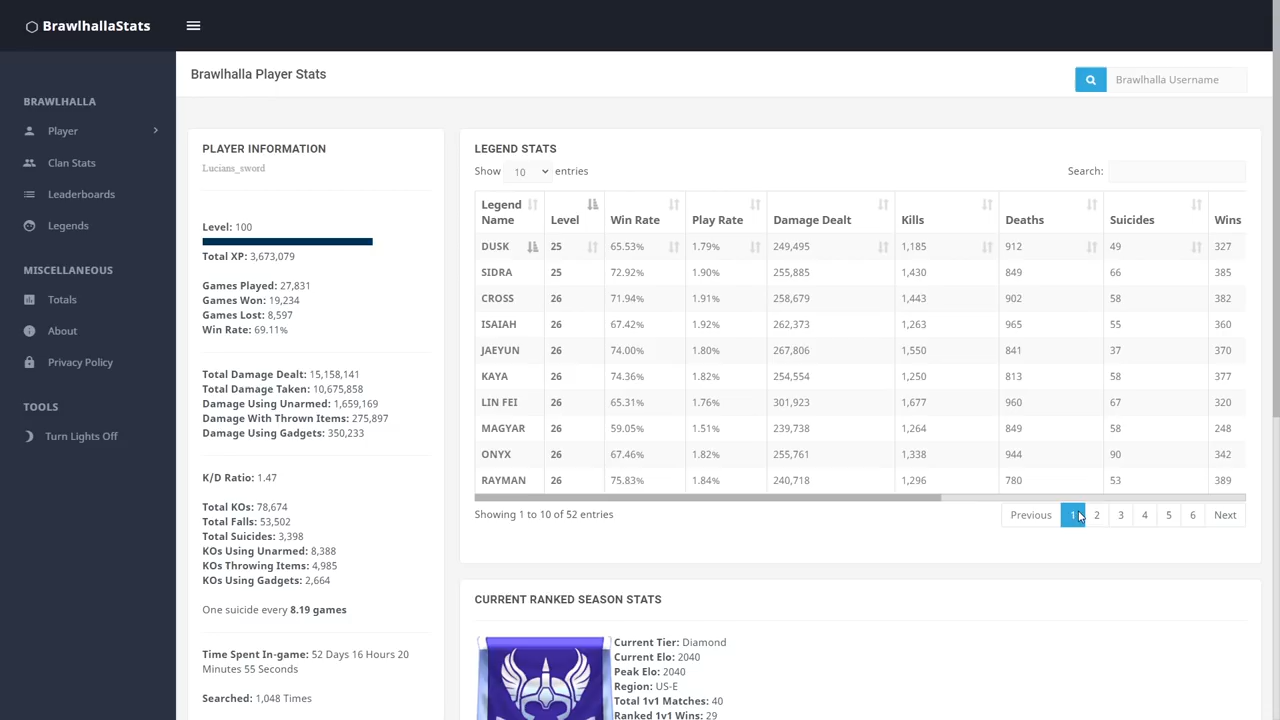 BrawlhallaStats
Brawlhalla Player Stats
Brawlhalla Username
BRAWLHALLA
Player
Clan Stats
Leaderboards
Legends
MISCELLANEOUS
Totals
About
Privacy Policy
TOOLS
Turn Lights Off
PLAYER INFORMATION
Lucians_sword
Level: 100
Total XP: 3,673,079
Games Played: 27,831
Games Won: 19,234
Games Lost: 8,597
Win Rate: 69.11%
Total Damage Dealt: 15,158,141
Total Damage Taken: 10,675,858
Damage Using Unarmed: 1,659,169
Damage With Thrown Items: 275,897
Damage Using Gadgets: 350,233
K/D Ratio: 1.47
Total KOs: 78,674
Total Falls: 53,502
Total Suicides: 3,398
KOs Using Unarmed: 8,388
KOs Throwing Items: 4,985
KOs Using Gadgets: 2,664
One suicide every 8.19 games
Time Spent In-game: 52 Days 16 Hours 20
Minutes 55 Seconds
Searched: 1,048 Times
LEGEND STATS
Show 10 entries
Search:
Legend Name Level Win Rate Play Rate Damage Dealt Kills Deaths Suicides Wins
DUSK 25 65.53% 1.79% 249,495 1,185 912 49 327
SIDRA 25 72.92% 1.90% 255,885 1,430 849 66 385
CROSS 26 71.94% 1.91% 258,679 1,443 902 58 382
ISAIAH 26 67.42% 1.92% 262,373 1,263 965 55 360
JAEYUN 26 74.00% 1.80% 267,806 1,550 841 37 370
KAYA 26 74.36% 1.82% 254,554 1,250 813 58 377
LIN FEI 26 65.31% 1.76% 301,923 1,677 960 67 320
MAGYAR 26 59.05% 1.51% 239,738 1,264 849 58 248
ONYX 26 67.46% 1.82% 255,761 1,338 944 90 342
RAYMAN 26 75.83% 1.84% 240,718 1,296 780 53 389
Showing 1 to 10 of 52 entries
Previous 1 2 3 4 5 6 Next
CURRENT RANKED SEASON STATS
Current Tier: Diamond
Current Elo: 2040
Peak Elo: 2040
Region: US-E
Total 1v1 Matches: 40
Ranked 1v1 Wins: 29